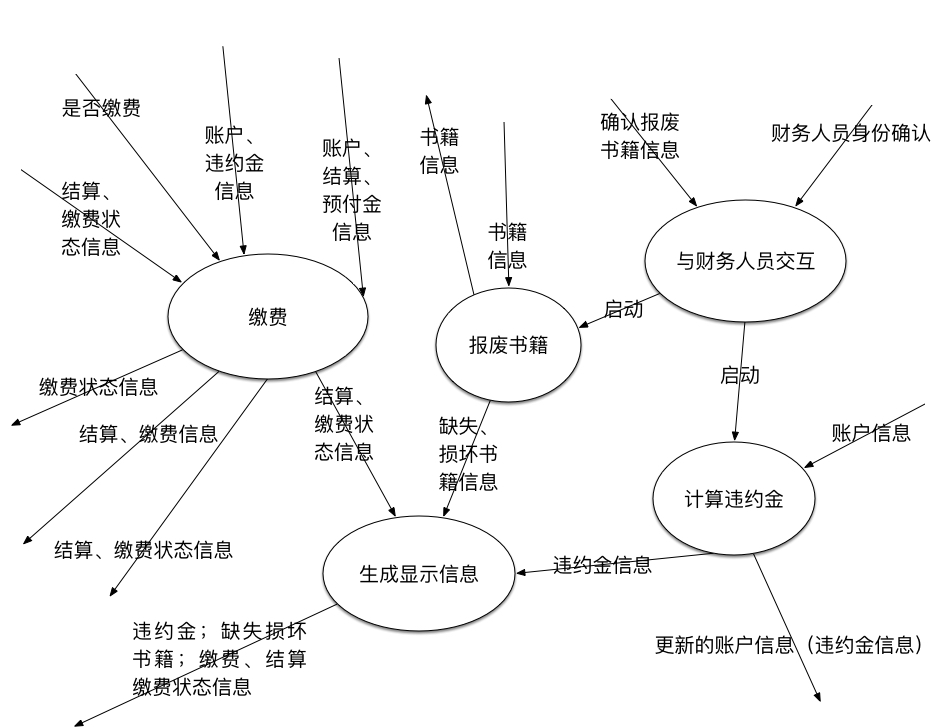 是否缴费
账户、
违约金
信息
账户、
结算、
预付金
信息
书籍
信息
确认报废
书籍信息
财务人员身份确认
结算、
缴费状
态信息
书籍
信息
与财务人员交互
缴费
启动
报废书籍
启动
缴费状态信息
结算、缴费信息
结算、
缴费状
态信息
缺失、
损坏书
籍信息
账户信息
计算违约金
结算、缴费状态信息
生成显示信息
违约金信息
违约金；缺失损坏
书籍；缴费、结算
缴费状态信息
更新的账户信息（违约金信息）